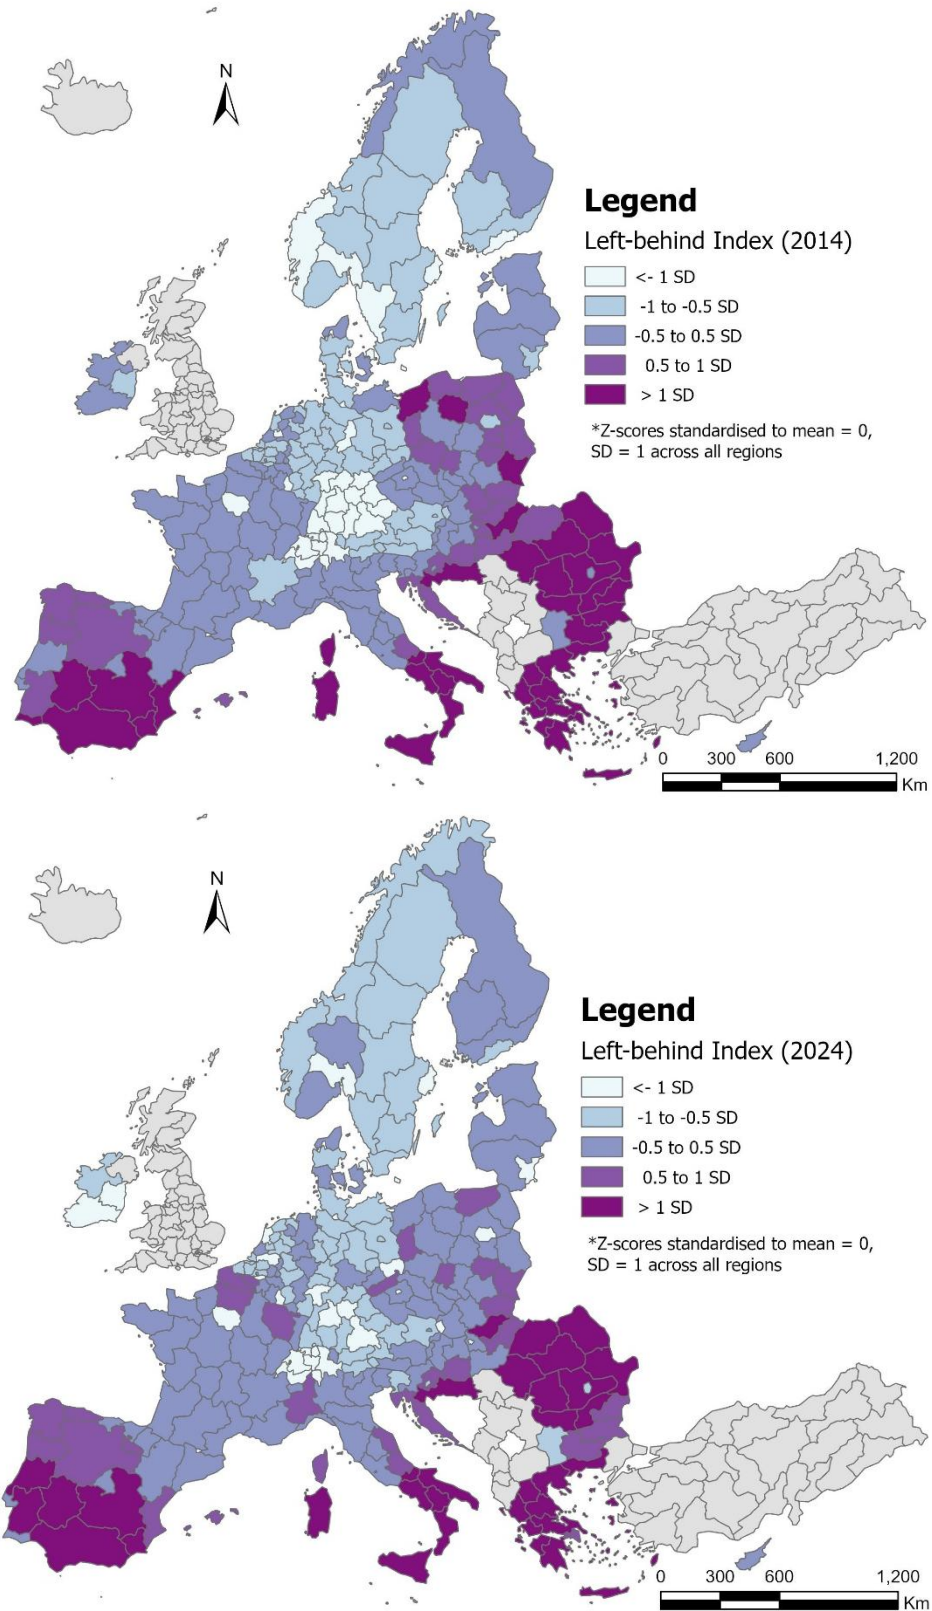 N
Legend
Left-behind Index (2014)
<- 1 SD
-1 to -0.5 SD
-0.5 to 0.5 SD
0.5 to 1 SD
> 1 SD
*Z-scores standardised to mean = 0,
SD = 1 across all regions
0 300 600 1,200
Km
N
Legend
Left-behind Index (2024)
<- 1 SD
-1 to -0.5 SD
-0.5 to 0.5 SD
0.5 to 1 SD
> 1 SD
*Z-scores standardised to mean = 0,
SD = 1 across all regions
0 300 600 1,200
Km